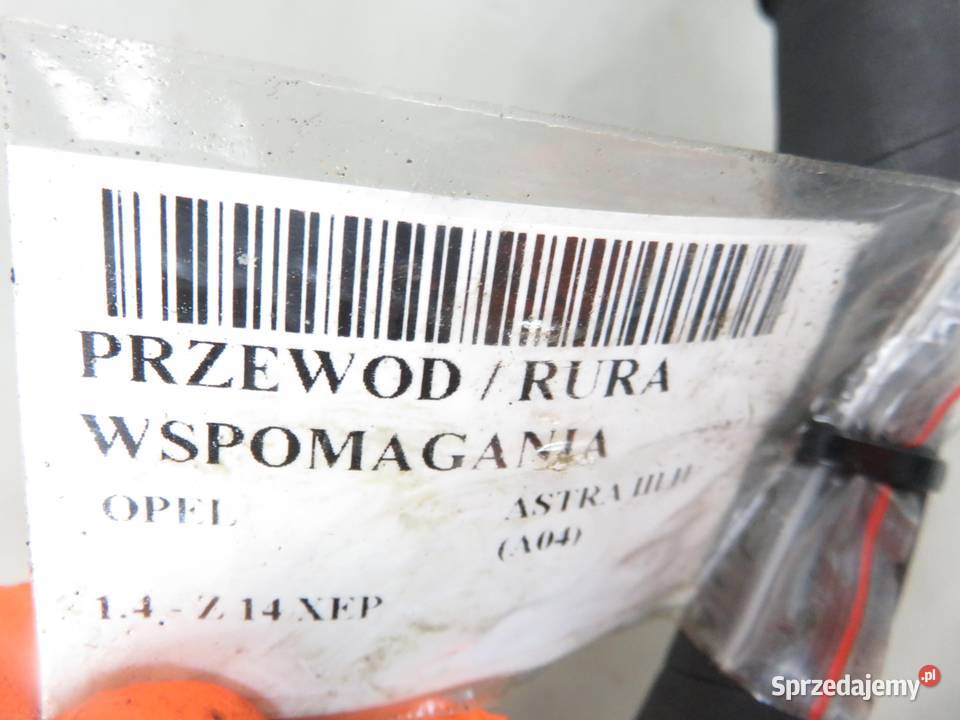 PRZEWOD / RURA
WSPOMAGANIA
OPEL ASTRA III H
(A04)
1.4 - Z 14 XEP
Sprzedajemy.pl